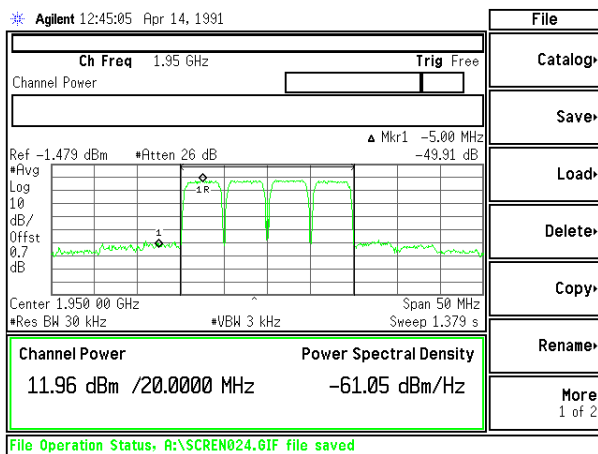 Agilent 12:45:05 Apr 14, 1991
File
Ch Freq 1.95 GHz
Trig Free
Channel Power
Catalog
Save
Load
Delete
Copy
Rename
More
1 of 2
Δ Mkr1 -5.00 MHz
-49.91 dB
Ref -1.479 dBm #Atten 26 dB
#Avg
Log
10
dB/
Offst
0.7
dB
1R
1
Center 1.950 00 GHz
Span 50 MHz
#Res BW 30 kHz
#VBW 3 kHz
Sweep 1.379 s
Channel Power
Power Spectral Density
11.96 dBm /20.0000 MHz
-61.05 dBm/Hz
File Operation Status, A:\SCREN024.GIF file saved